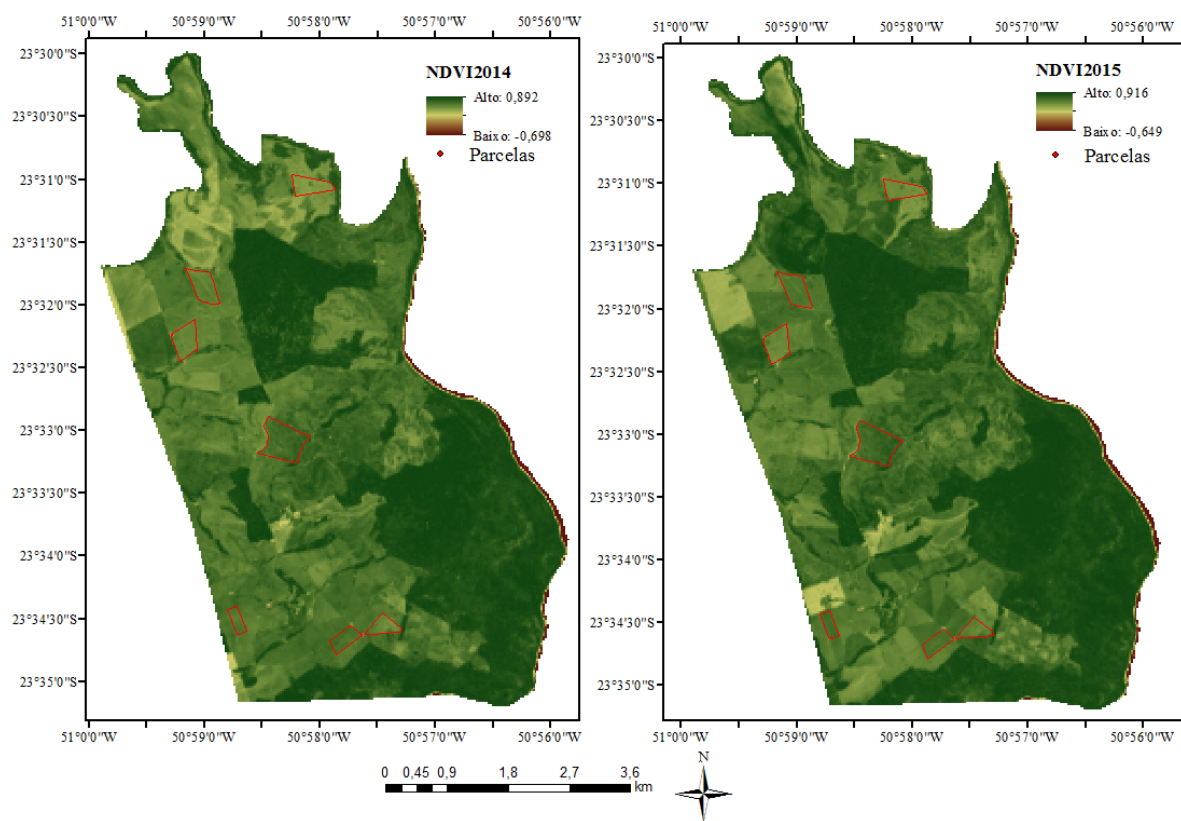 51°0'0"W 50°59'0"W 50°58'0"W 50°57'0"W 50°56'0"W
23°30'0"S
23°30'30"S
23°31'0"S
23°31'30"S
23°32'0"S
23°32'30"S
23°33'0"S
23°33'30"S
23°34'0"S
23°34'30"S
23°35'0"S
NDVI2014
Alto: 0,892
Baixo: -0,698
Parcelas
51°0'0"W 50°59'0"W 50°58'0"W 50°57'0"W 50°56'0"W
51°0'0"W 50°59'0"W 50°58'0"W 50°57'0"W 50°56'0"W
23°30'0"S
23°30'30"S
23°31'0"S
23°31'30"S
23°32'0"S
23°32'30"S
23°33'0"S
23°33'30"S
23°34'0"S
23°34'30"S
23°35'0"S
NDVI2015
Alto: 0,916
Baixo: -0,649
Parcelas
51°0'0"W 50°59'0"W 50°58'0"W 50°57'0"W 50°56'0"W
0 0,45 0,9 1,8 2,7 3,6
km
N